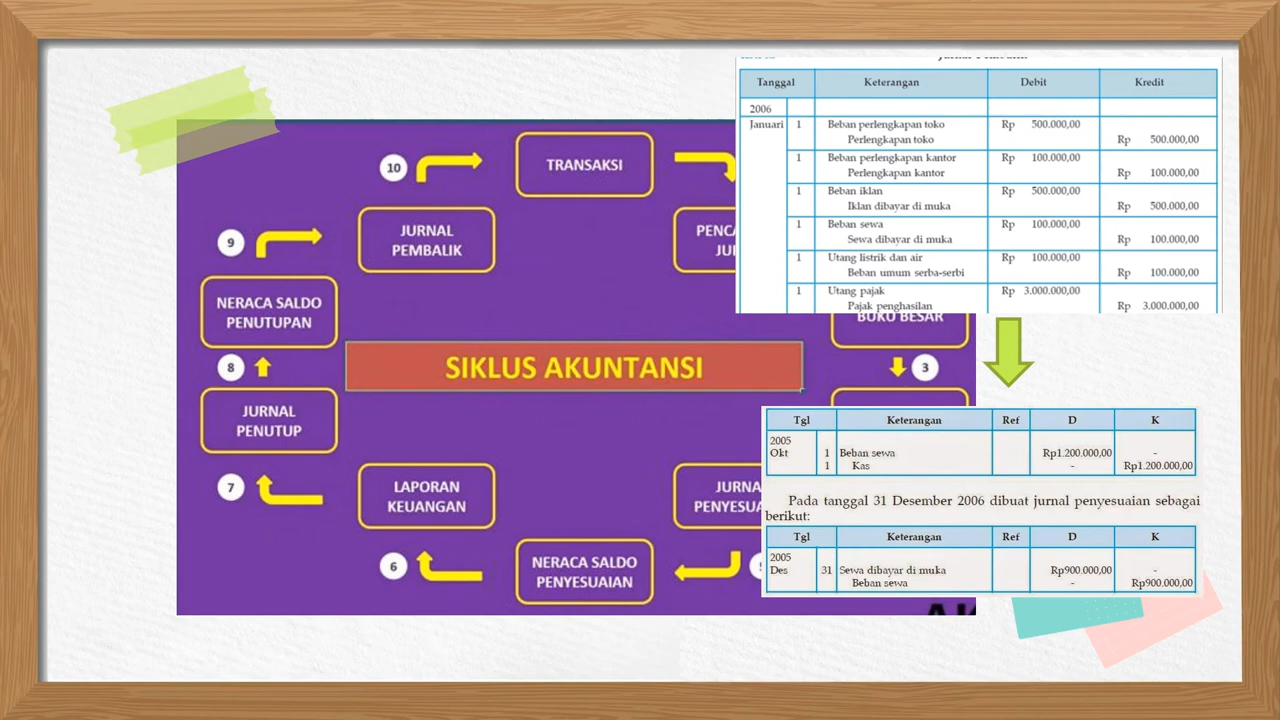 SIKLUS AKUNTANSI
TRANSAKSI
10
JURNAL
PEMBALIK
9
NERACA SALDO
PENUTUPAN
8
JURNAL
PENUTUP
7
LAPORAN
KEUANGAN
6
NERACA SALDO
PENYESUAIAN
BUKU BESAR
3
Tanggal Keterangan Debit Kredit
2006
Januari 1 Beban perlengkapan toko Rp 500.000,00
Perlengkapan toko Rp 500.000,00
1 Beban perlengkapan kantor Rp 100.000,00
Perlengkapan kantor Rp 100.000,00
1 Beban iklan Rp 500.000,00
Iklan dibayar di muka Rp 500.000,00
1 Beban sewa Rp 100.000,00
Sewa dibayar di muka Rp 100.000,00
1 Utang listrik dan air Rp 100.000,00
Beban umum serba-serbi Rp 100.000,00
1 Utang pajak Rp 3.000.000,00
Pajak penghasilan Rp 3.000.000,00
Tgl Keterangan Ref D K
2005
Okt 1 Beban sewa Rp1.200.000,00 -
1 Kas - Rp1.200.000,00
Pada tanggal 31 Desember 2006 dibuat jurnal penyesuaian sebagai
berikut:
Tgl Keterangan Ref D K
2005
Des 31 Sewa dibayar di muka Rp900.000,00 -
Beban sewa - Rp900.000,00